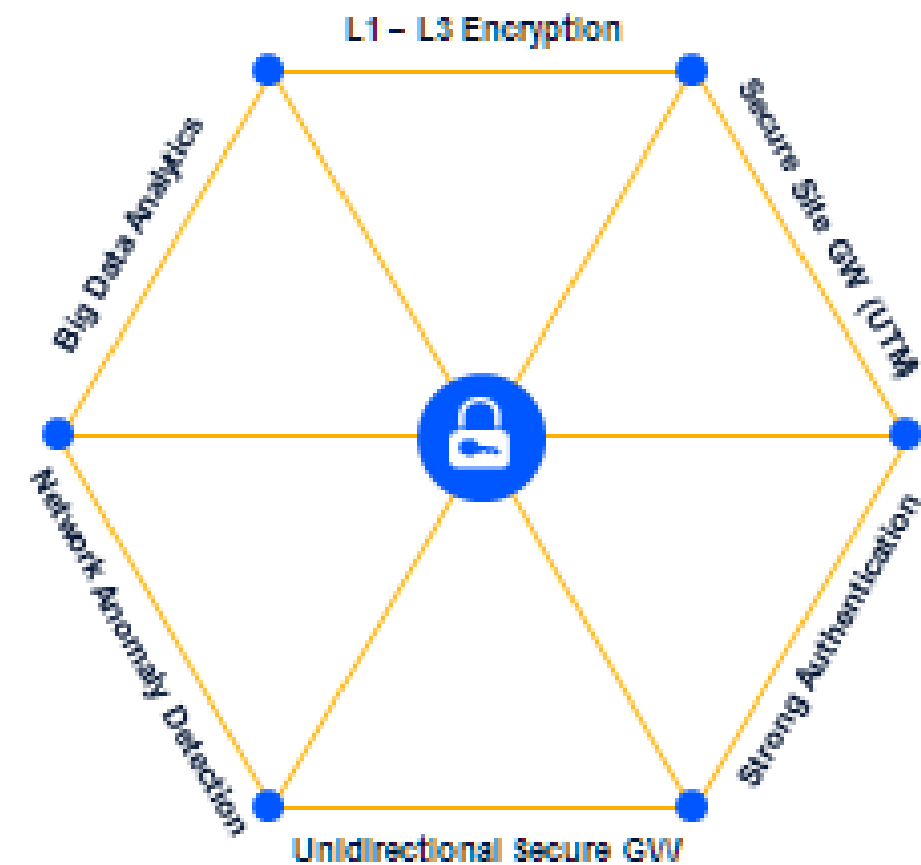 L1 – L3 Encryption
Secure Site GW (UTM)
Strong Authentication
Unidirectional Secure GW
Network Anomaly Detection
Big Data Analytics